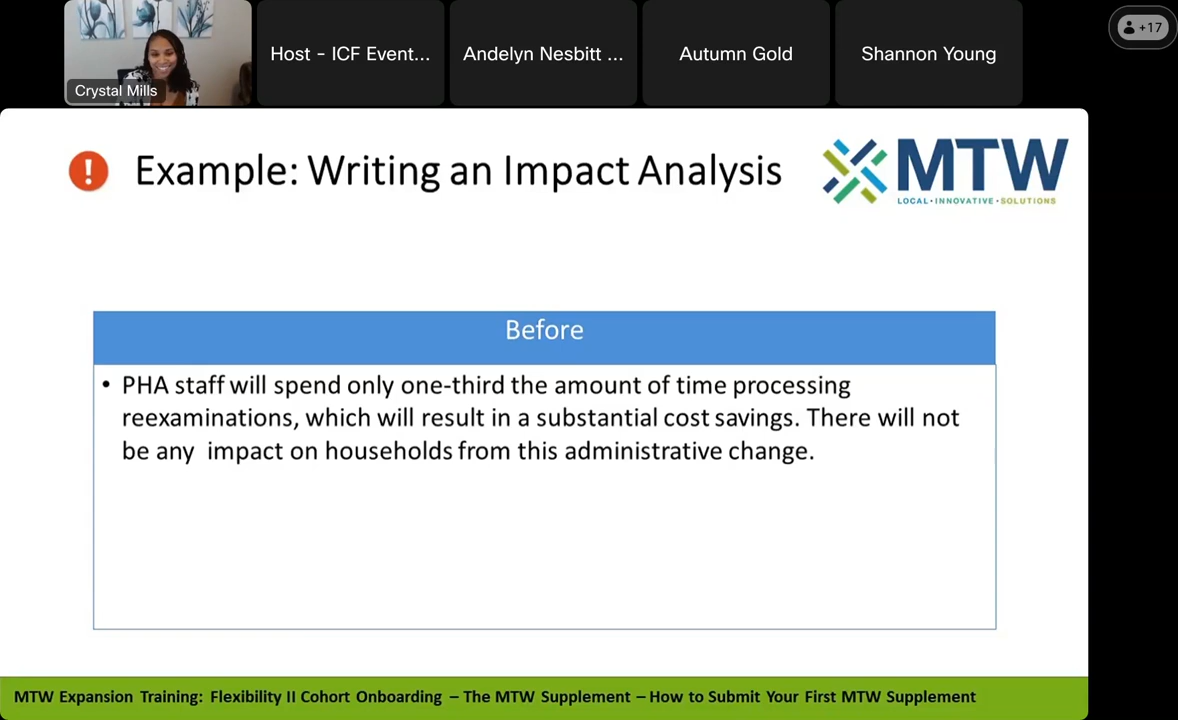 Crystal Mills
Host - ICF Event...
Andelyn Nesbitt ...
Autumn Gold
Shannon Young
+17
! Example: Writing an Impact Analysis
MTW
LOCAL • INNOVATIVE • SOLUTIONS
Before
• PHA staff will spend only one-third the amount of time processing
reexaminations, which will result in a substantial cost savings. There will not
be any impact on households from this administrative change.
MTW Expansion Training: Flexibility II Cohort Onboarding – The MTW Supplement – How to Submit Your First MTW Supplement